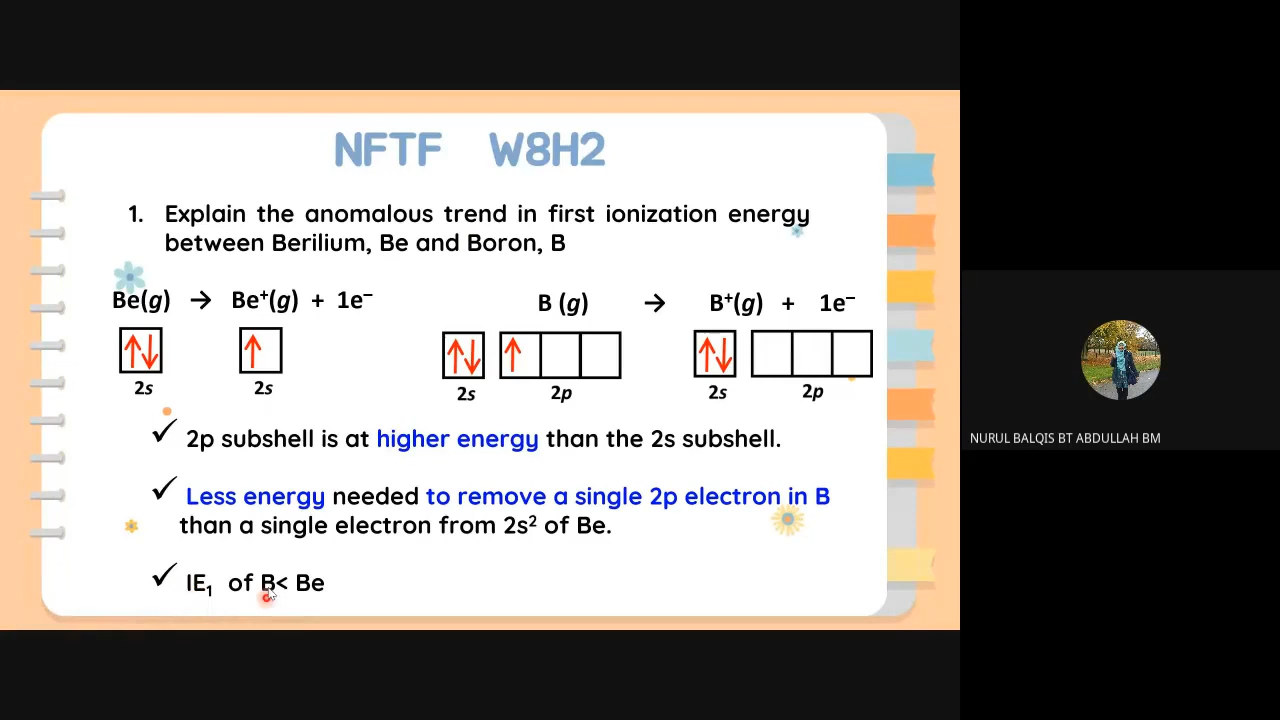 NFTF W8H2
1. Explain the anomalous trend in first ionization energy
between Berilium, Be and Boron, B
Be(g) → Be⁺(g) + 1e⁻
B (g) → B⁺(g) + 1e⁻
2s 2s 2s 2p 2s 2p
✓ 2p subshell is at higher energy than the 2s subshell.
✓ Less energy needed to remove a single 2p electron in B
than a single electron from 2s² of Be.
✓ IE₁ of B< Be
NURUL BALQIS BT ABDULLAH BM